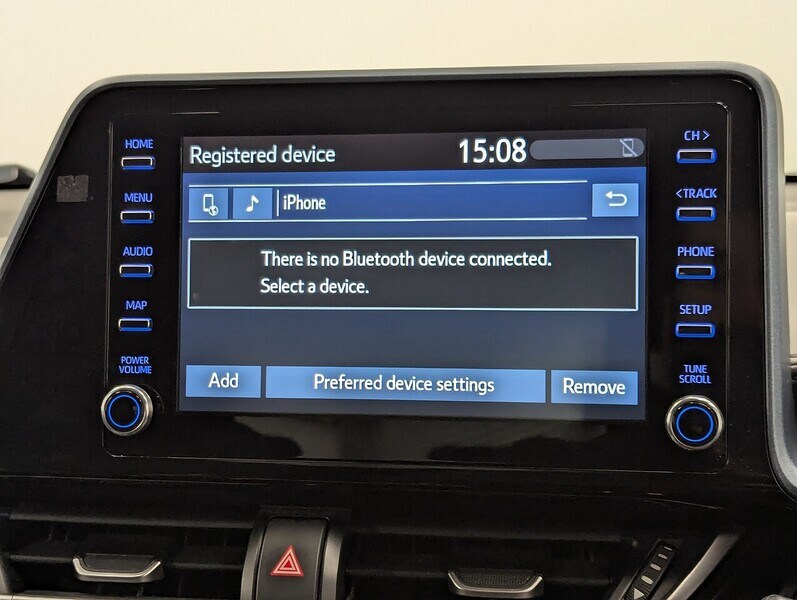 HOME
MENU
AUDIO
MAP
POWER
VOLUME
Registered device 15:08
iPhone
There is no Bluetooth device connected.
Select a device.
Add Preferred device settings Remove
CH >
< TRACK
PHONE
SETUP
TUNE
SCROLL